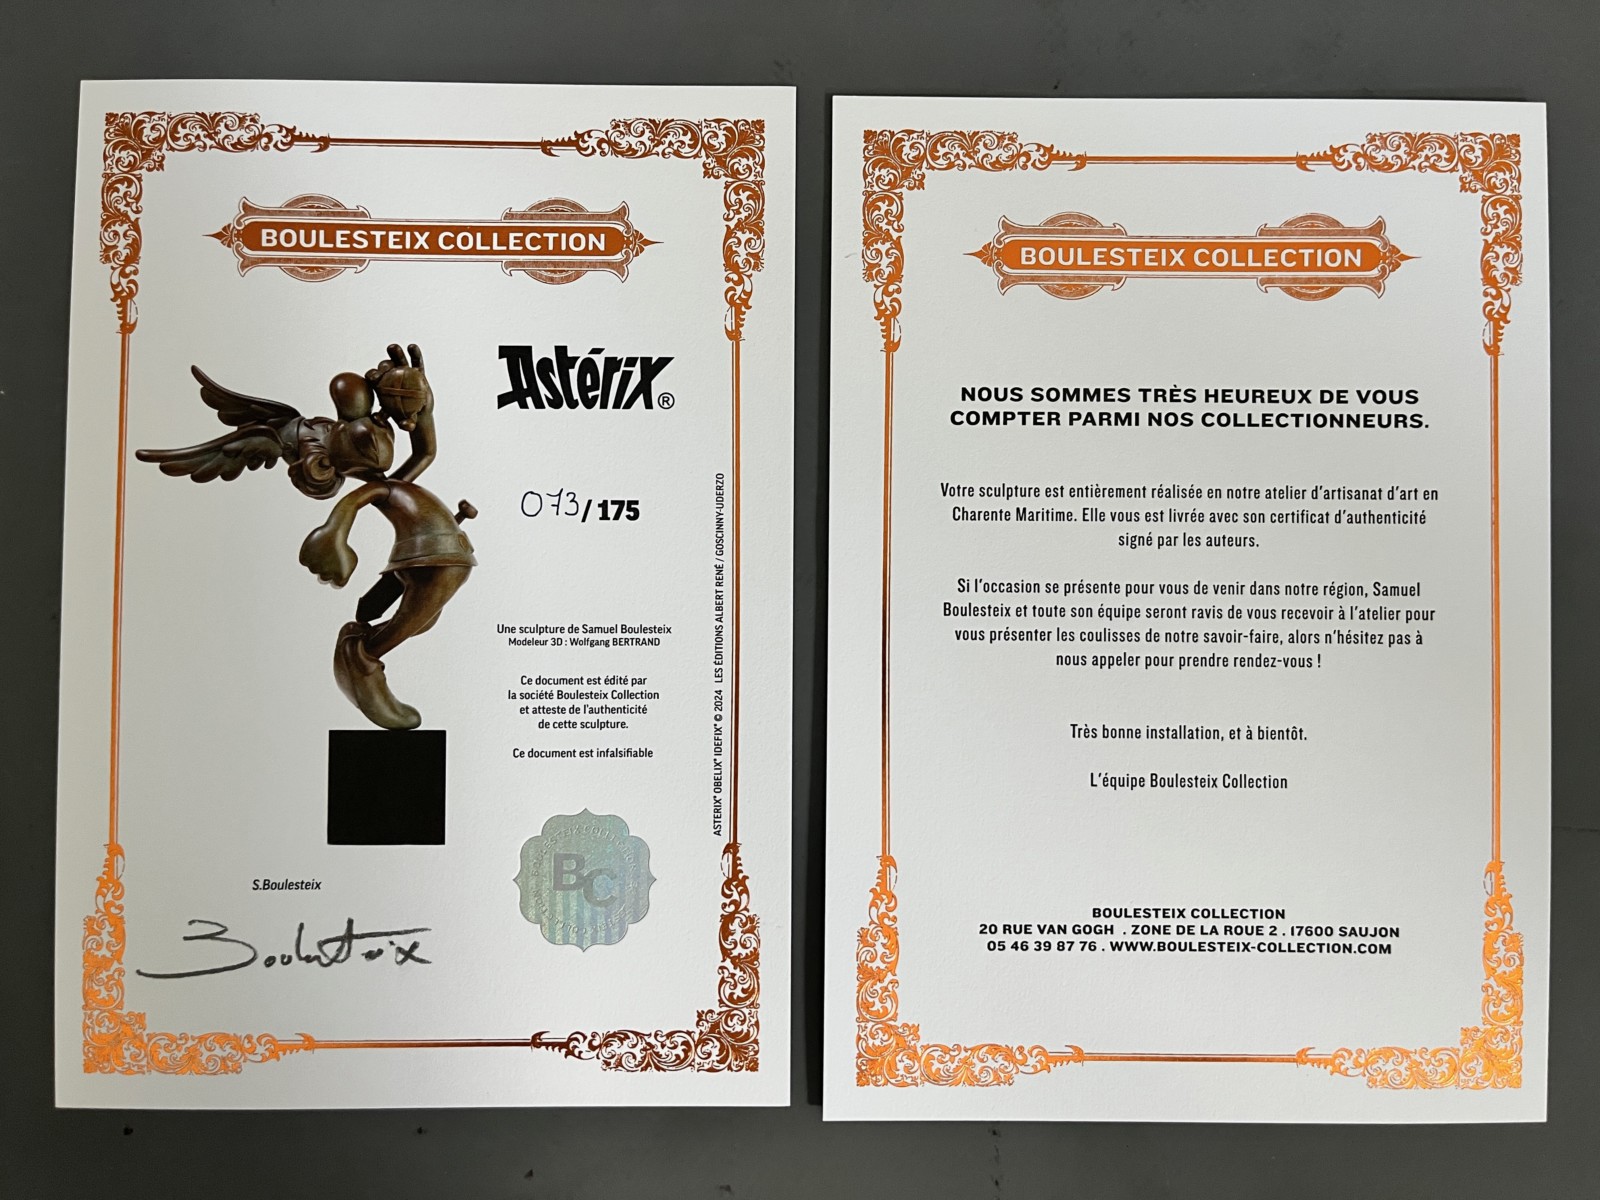 BOULESTEIX COLLECTION
Astérix®
073/175
Une sculpture de Samuel Boulesteix
Modeleur 3D : Wolfgang BERTRAND
Ce document est édité par
la société Boulesteix Collection
et atteste de l'authenticité
de cette sculpture.
Ce document est infalsifiable
ASTERIX® OBELIX® IDEFIX® © 2024 LES ÉDITIONS ALBERT RENÉ / GOSCINNY-UDERZO
BC
S.Boulesteix
Boulesteix
BOULESTEIX COLLECTION
NOUS SOMMES TRÈS HEUREUX DE VOUS
COMPTER PARMI NOS COLLECTIONNEURS.
Votre sculpture est entièrement réalisée en notre atelier d'artisanat d'art en
Charente Maritime. Elle vous est livrée avec son certificat d'authenticité
signé par les auteurs.
Si l'occasion se présente pour vous de venir dans notre région, Samuel
Boulesteix et toute son équipe seront ravis de vous recevoir à l'atelier pour
vous présenter les coulisses de notre savoir-faire, alors n'hésitez pas à
nous appeler pour prendre rendez-vous !
Très bonne installation, et à bientôt.
L'équipe Boulesteix Collection
BOULESTEIX COLLECTION
20 RUE VAN GOGH . ZONE DE LA ROUE 2 . 17600 SAUJON
05 46 39 87 76 . WWW.BOULESTEIX-COLLECTION.COM